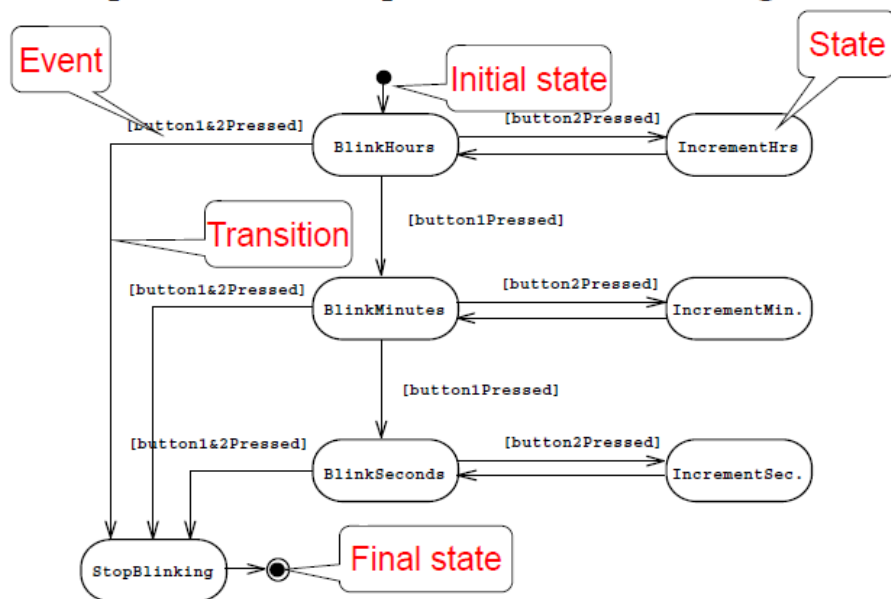 Event
Initial state
State
[button1&2Pressed]
[button2Pressed]
BlinkHours
IncrementHrs
[button1Pressed]
Transition
[button1&2Pressed]
[button2Pressed]
BlinkMinutes
IncrementMin.
[button1Pressed]
[button1&2Pressed]
[button2Pressed]
BlinkSeconds
IncrementSec.
StopBlinking
Final state